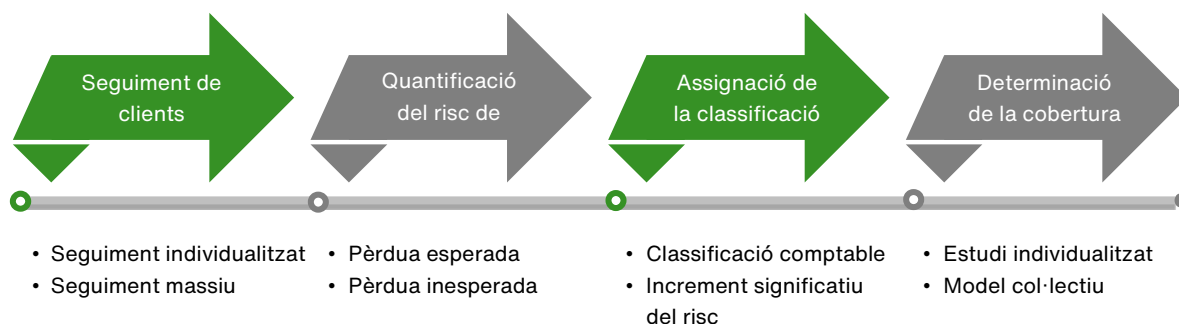 Seguiment de
clients
Quantificació
del risc de
Assignació de
la classificació
Determinació
de la cobertura
• Seguiment individualitzat
• Seguiment massiu
• Pèrdua esperada
• Pèrdua inesperada
• Classificació comptable
• Increment significatiu
del risc
• Estudi individualitzat
• Model col·lectiu